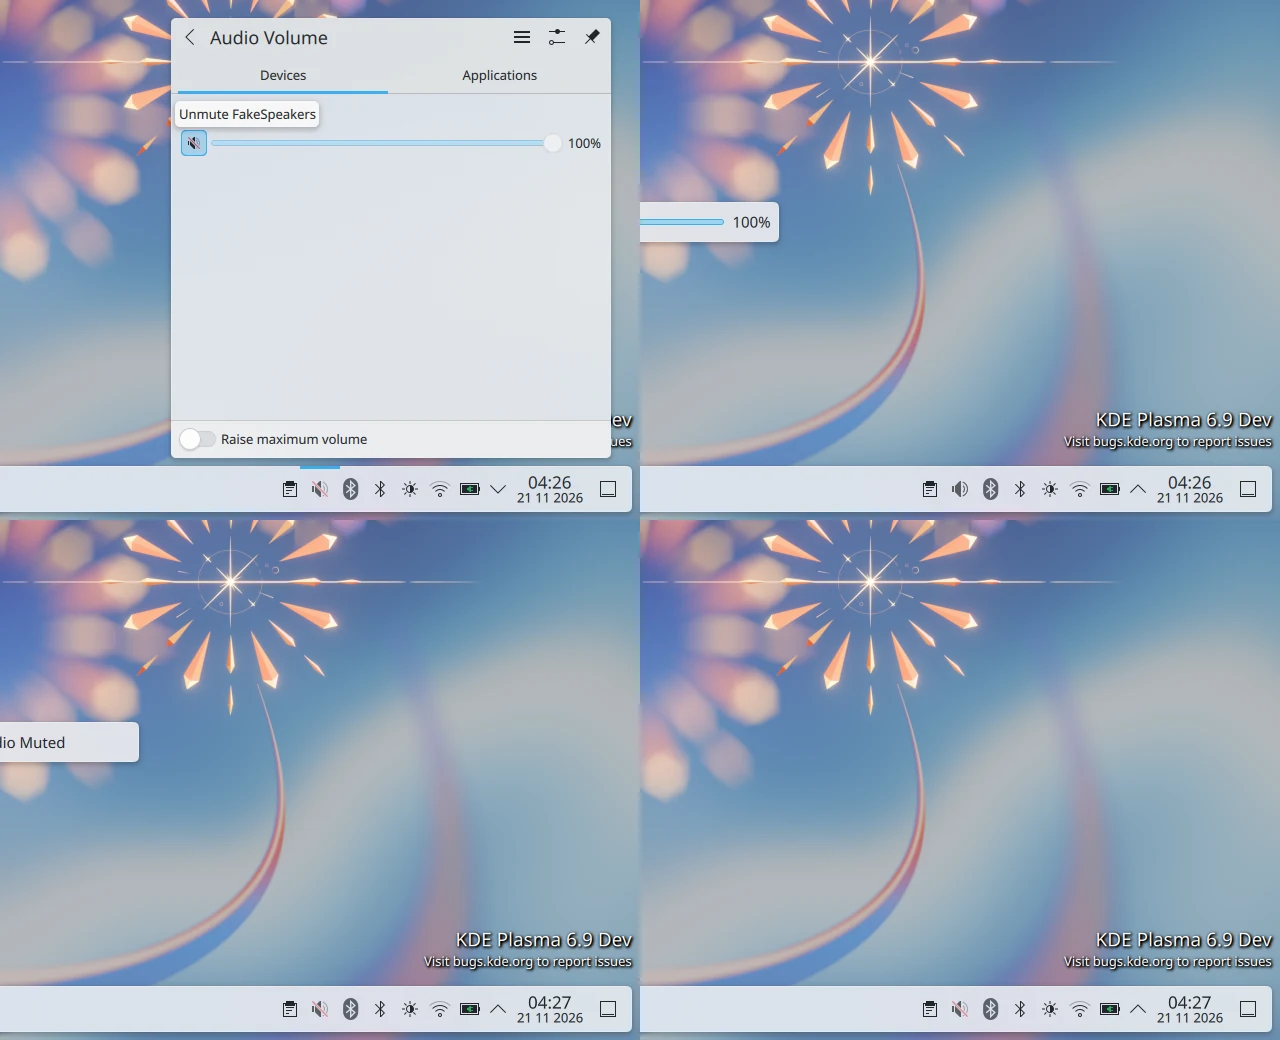 Audio Volume
Devices
Applications
Unmute FakeSpeakers
100%
Raise maximum volume
Dev
ues
04:26
21 11 2026
100%
KDE Plasma 6.9 Dev
Visit bugs.kde.org to report issues
04:26
21 11 2026
dio Muted
KDE Plasma 6.9 Dev
Visit bugs.kde.org to report issues
04:27
21 11 2026
KDE Plasma 6.9 Dev
Visit bugs.kde.org to report issues
04:27
21 11 2026